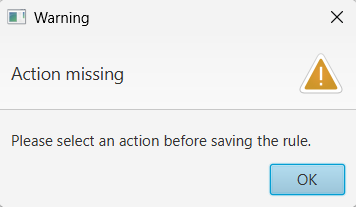 Warning
Action missing
Please select an action before saving the rule.
OK